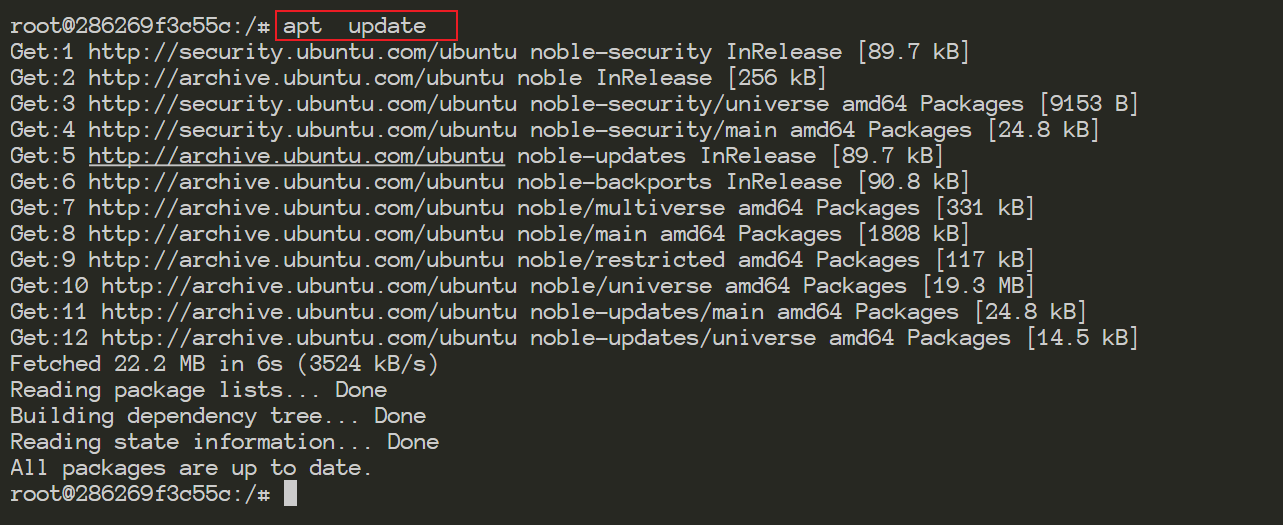 root@286269f3c55c:/# apt  update
Get:1 http://security.ubuntu.com/ubuntu noble-security InRelease [89.7 kB]
Get:2 http://archive.ubuntu.com/ubuntu noble InRelease [256 kB]
Get:3 http://security.ubuntu.com/ubuntu noble-security/universe amd64 Packages [9153 B]
Get:4 http://security.ubuntu.com/ubuntu noble-security/main amd64 Packages [24.8 kB]
Get:5 http://archive.ubuntu.com/ubuntu noble-updates InRelease [89.7 kB]
Get:6 http://archive.ubuntu.com/ubuntu noble-backports InRelease [90.8 kB]
Get:7 http://archive.ubuntu.com/ubuntu noble/multiverse amd64 Packages [331 kB]
Get:8 http://archive.ubuntu.com/ubuntu noble/main amd64 Packages [1808 kB]
Get:9 http://archive.ubuntu.com/ubuntu noble/restricted amd64 Packages [117 kB]
Get:10 http://archive.ubuntu.com/ubuntu noble/universe amd64 Packages [19.3 MB]
Get:11 http://archive.ubuntu.com/ubuntu noble-updates/main amd64 Packages [24.8 kB]
Get:12 http://archive.ubuntu.com/ubuntu noble-updates/universe amd64 Packages [14.5 kB]
Fetched 22.2 MB in 6s (3524 kB/s)
Reading package lists... Done
Building dependency tree... Done
Reading state information... Done
All packages are up to date.
root@286269f3c55c:/#